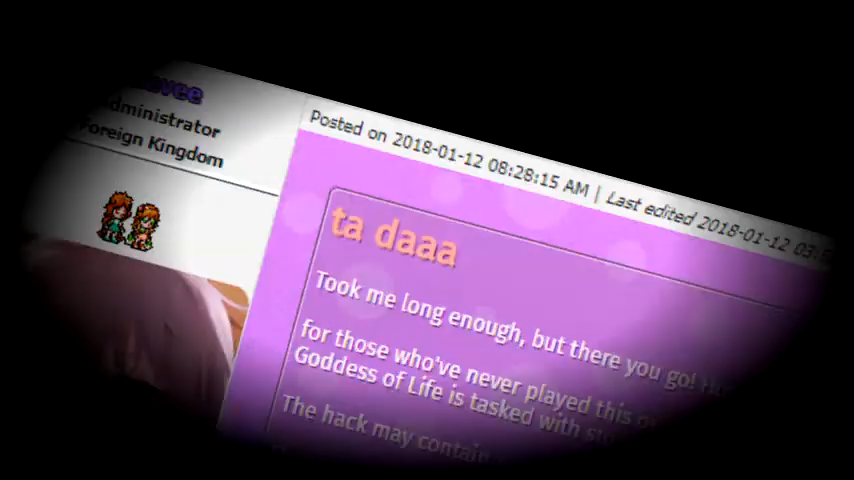 Administrator
Foreign Kingdom
Posted on 2018-01-12 08:28:15 AM | Last edited 2018-01-12
ta daaa
Took me long enough, but there you go!
for those who've never played this
Goddess of Life is tasked with
The hack may contain